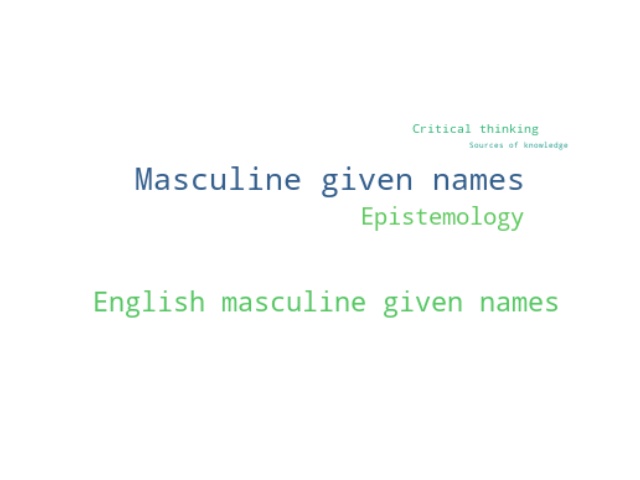 Critical thinking
Sources of knowledge
Masculine given names
Epistemology
English masculine given names